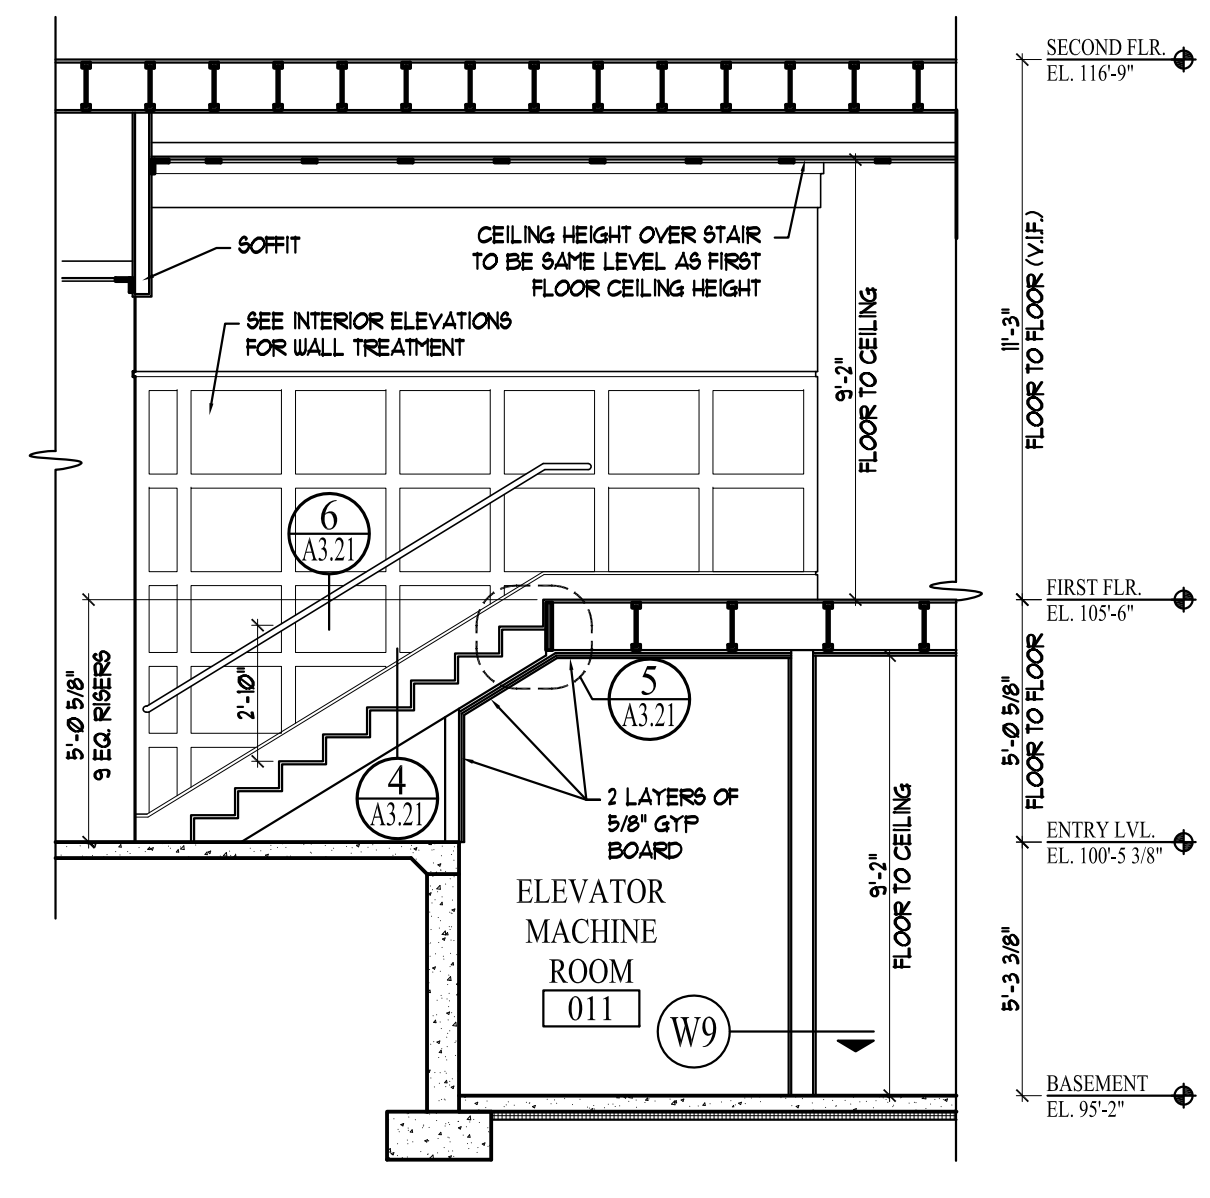 SECOND FLR.
EL. 116'-9"
SOFFIT
CEILING HEIGHT OVER STAIR
TO BE SAME LEVEL AS FIRST
FLOOR CEILING HEIGHT
SEE INTERIOR ELEVATIONS
FOR WALL TREATMENT
9'-2"
FLOOR TO CEILING
11'-3"
FLOOR TO FLOOR (V.I.F.)
6
A3.21
FIRST FLR.
EL. 105'-6"
5'-0 5/8"
9 EQ. RISERS
2'-10"
5
A3.21
5'-0 5/8"
FLOOR TO FLOOR
4
A3.21
2 LAYERS OF
5/8" GYP
BOARD
ENTRY LVL.
EL. 100'-5 3/8"
ELEVATOR
MACHINE
ROOM
011
9'-2"
FLOOR TO CEILING
5'-3 3/8"
W9
BASEMENT
EL. 95'-2"